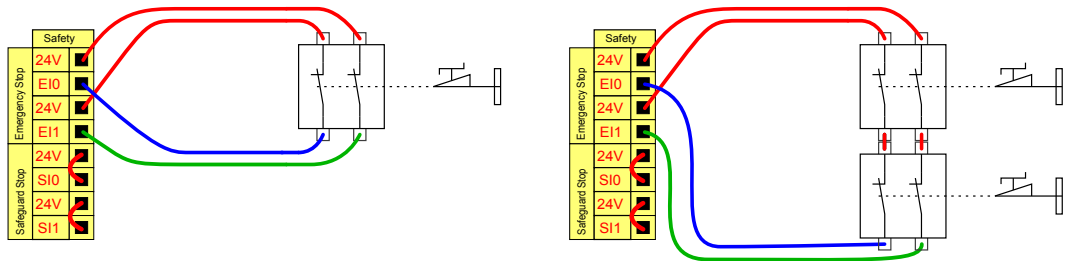 Safety
Emergency Stop
24V
EI0
24V
EI1
Safeguard Stop
24V
SI0
24V
SI1
Safety
Emergency Stop
24V
EI0
24V
EI1
Safeguard Stop
24V
SI0
24V
SI1